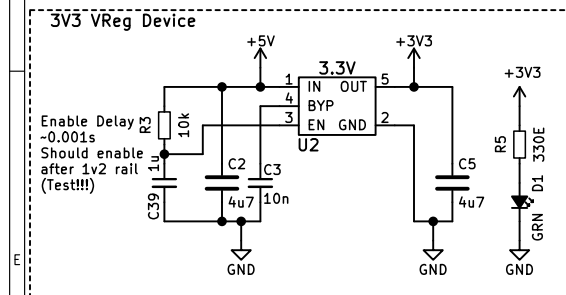 3V3 VReg Device
+5V
+3V3
3.3V
1 IN OUT 5
4 BYP
3 EN GND 2
U2
+3V3
Enable Delay
~0.001s
Should enable
after 1v2 rail
(Test!!!)
R3
10k
1u
C39
C2
4u7
C3
10n
C5
4u7
R5
330E
D1
GRN
GND
GND
GND
E